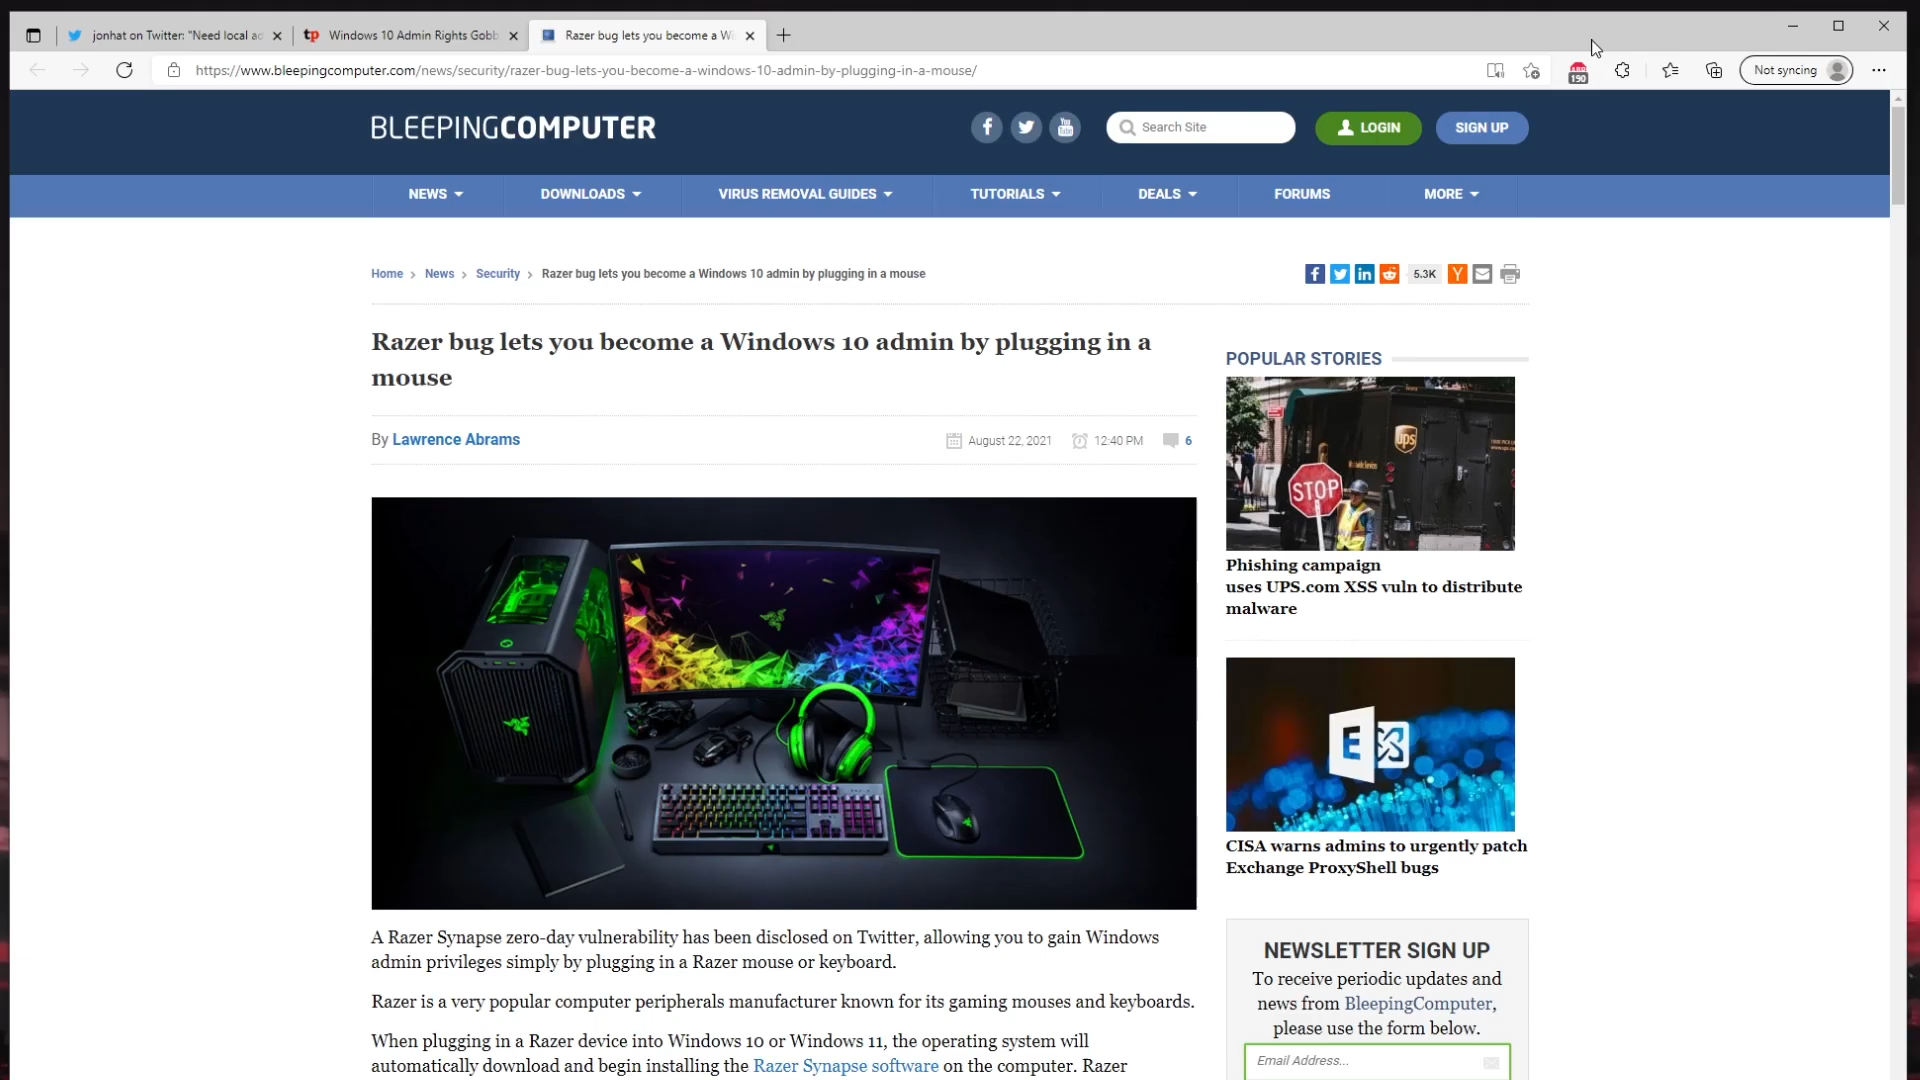 jonhat on Twitter: "Need local ad
Windows 10 Admin Rights Gobb
Razer bug lets you become a Wi
https://www.bleepingcomputer.com/news/security/razer-bug-lets-you-become-a-windows-10-admin-by-plugging-in-a-mouse/
190
Not syncing
BLEEPINGCOMPUTER
You Tube
Search Site
LOGIN
SIGN UP
NEWS
DOWNLOADS
VIRUS REMOVAL GUIDES
TUTORIALS
DEALS
FORUMS
MORE
Home > News > Security > Razer bug lets you become a Windows 10 admin by plugging in a mouse
5.3K
Razer bug lets you become a Windows 10 admin by plugging in a
mouse
By Lawrence Abrams
August 22, 2021
12:40 PM
6
A Razer Synapse zero-day vulnerability has been disclosed on Twitter, allowing you to gain Windows
admin privileges simply by plugging in a Razer mouse or keyboard.
Razer is a very popular computer peripherals manufacturer known for its gaming mouses and keyboards.
When plugging in a Razer device into Windows 10 or Windows 11, the operating system will
automatically download and begin installing the Razer Synapse software on the computer. Razer
POPULAR STORIES
ups
STOP
Phishing campaign
uses UPS.com XSS vuln to distribute
malware
E
CISA warns admins to urgently patch
Exchange ProxyShell bugs
NEWSLETTER SIGN UP
To receive periodic updates and
news from BleepingComputer,
please use the form below.
Email Address...